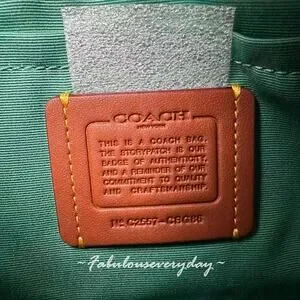 COACH
NEW YORK
THIS IS A COACH BAG.
THE STORYPATCH IS OUR
BADGE OF AUTHENTICITY,
AND A REMINDER OF OUR
COMMITMENT TO QUALITY
AND CRAFTSMANSHIP.
Nº C2557-CBC86
~ Fabulouseveryday ~